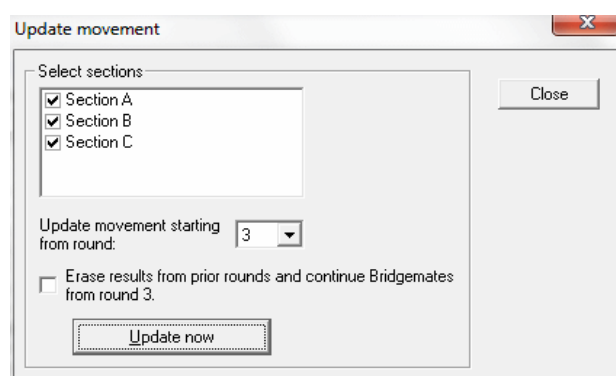 Update movement
Select sections
Section A
Close
Section B
Section C
Update movement starting
from round:
3
Erase results from prior rounds and continue Bridgemates
from round 3.
Update now